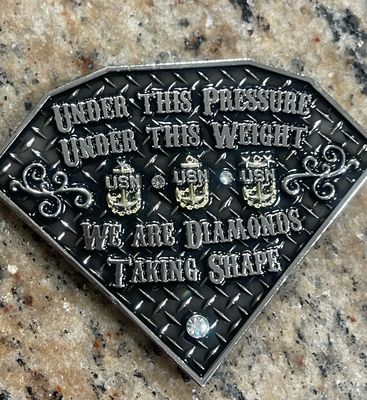 Under this Pressure
Under this Weight
USN USN USN
We are Diamonds
Taking Shape